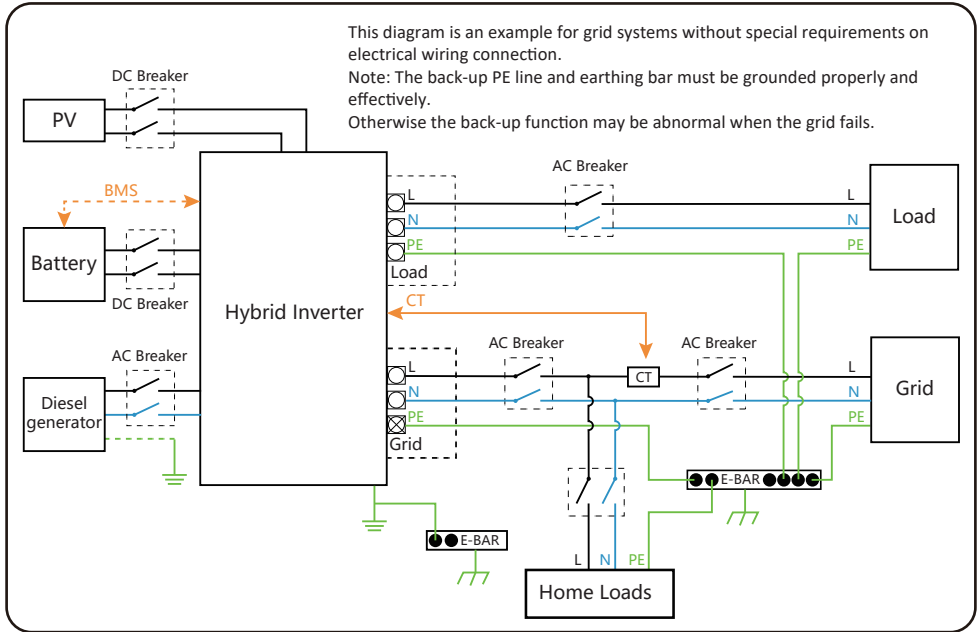 This diagram is an example for grid systems without special requirements on
electrical wiring connection.
Note: The back-up PE line and earthing bar must be grounded properly and
effectively.
Otherwise the back-up function may be abnormal when the grid fails.
DC Breaker
PV
BMS
Battery
DC Breaker
AC Breaker
Diesel
generator
Hybrid Inverter
L
N
PE
Load
AC Breaker
L
N
PE
Load
CT
L
N
PE
Grid
AC Breaker
CT
AC Breaker
L
N
PE
Grid
E-BAR
E-BAR
L
N
PE
Home Loads